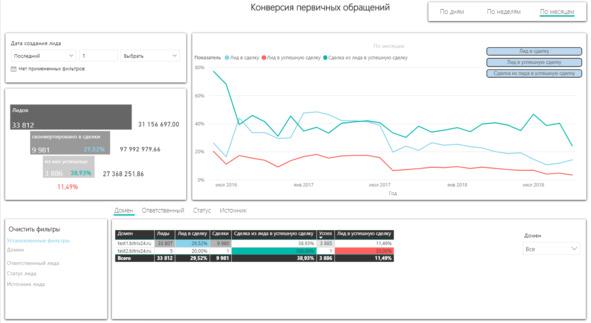 Конверсия первичных обращений
По дням По неделям По месяцам
Дата создания лида
Последний 1 Выбрать
Нет примененных фильтров
По месяцам
Показатель Лид в сделку Лид в успешную сделку Сделка из лида в успешную сделку
Лид в сделку
Лид в успешную сделку
Сделка из лида в успешную сделку
80%
60%
40%
20%
0%
июл 2016 янв 2017 июл 2017 янв 2018 июл 2018
Год
Лидов
33 812 31 156 697,00
сконвертировано в сделки
9 981 29,52% 97 992 979,66
из них успешных
3 886 38,93% 27 368 251,86
11,49%
Домен Ответственный Статус Источник
Очистить фильтры
Установленные фильтры
Домен
Ответственный лида
Статус лида
Источник лида
Домен Лид в сделку Сделки Сделка из лида в успешную сделку Успех Лид в успешную сделку
test1.bitrix24.ru 33 807 29,52% 9 980 38,93% 3 885 11,49%
test2.bitrix24.ru 5 20,00% 1 1
Всего 33 812 29,52% 9 981 38,93% 3 886 11,49%
Домен
Все